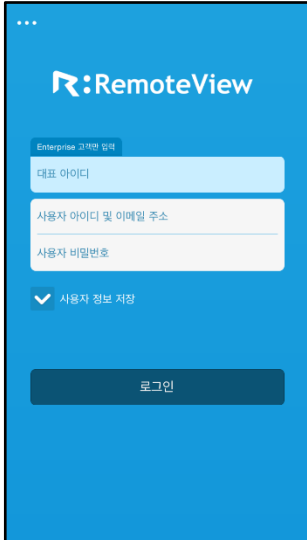 R:RemoteView
Enterprise 고객만 입력
대표 아이디
사용자 아이디 및 이메일 주소
사용자 비밀번호
사용자 정보 저장
로그인